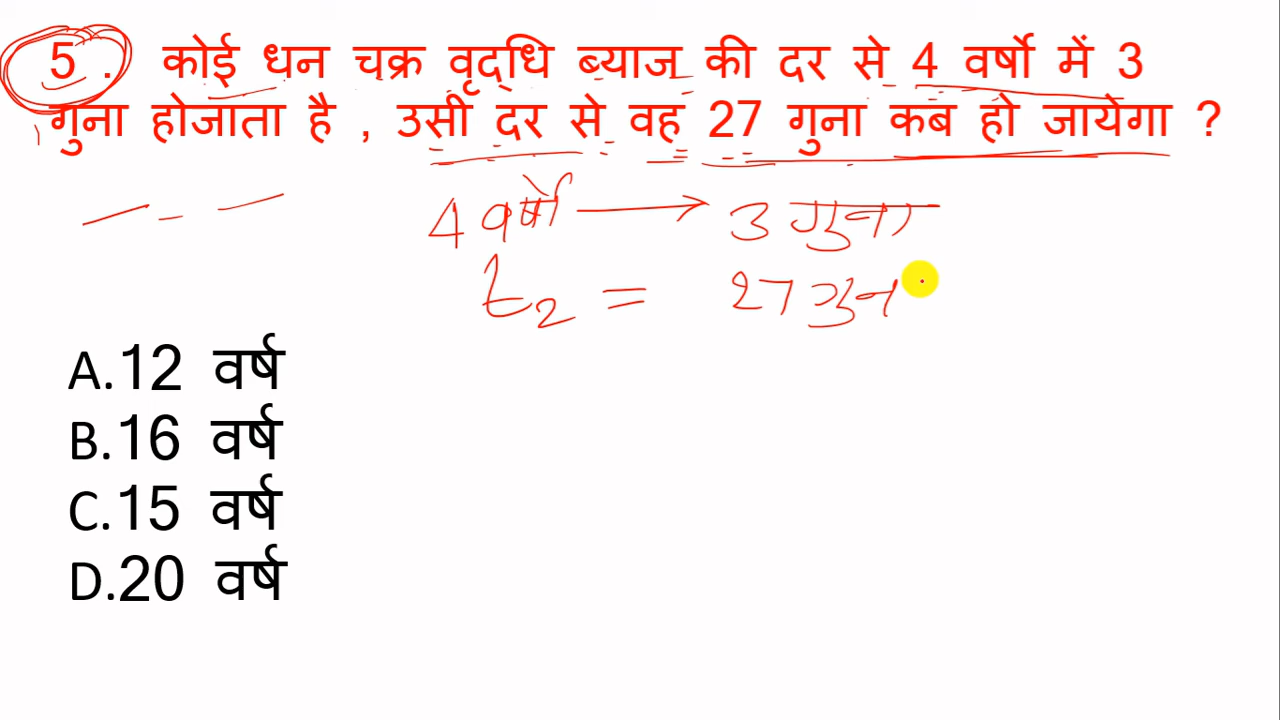 5 . कोई धन चक्र वृद्धि ब्याज की दर से 4 वर्षो में 3
गुना होजाता है , उसी दर से वह 27 गुना कब हो जायेगा ?
4 वर्षो → 3 गुना
t₂ = 27 गुन
A.12 वर्ष
B.16 वर्ष
C.15 वर्ष
D.20 वर्ष